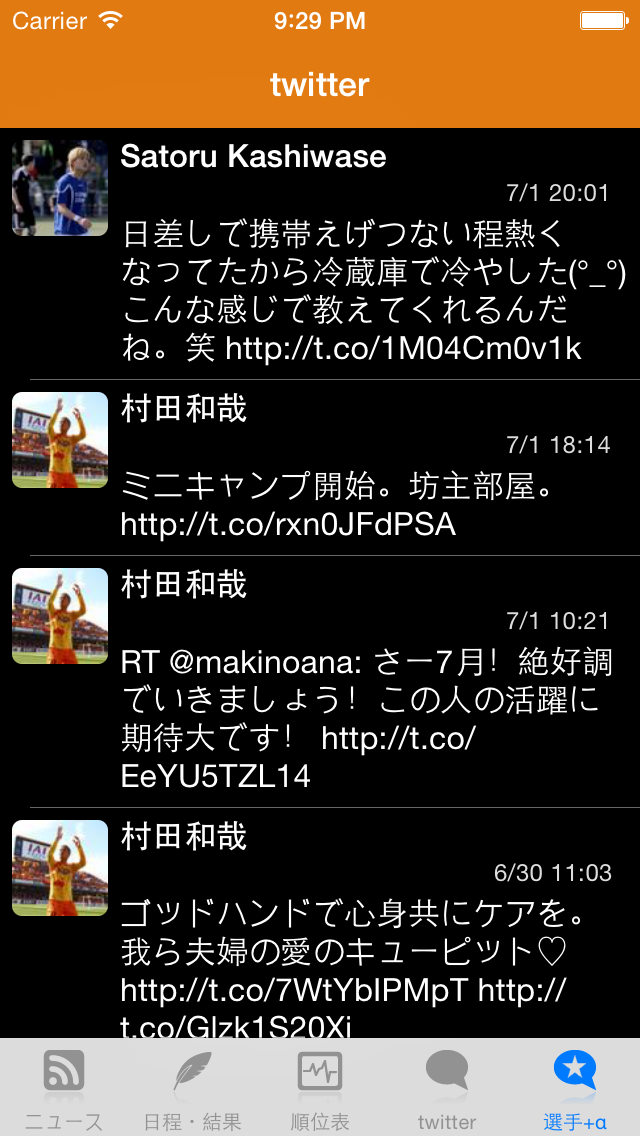 Carrier 9:29 PM
twitter
Satoru Kashiwase
7/1 20:01
日差しで携帯えげつない程熱く
なってたから冷蔵庫で冷やした(°_°)
こんな感じで教えてくれるんだ
ね。笑 http://t.co/1M04Cm0v1k
村田和哉
7/1 18:14
ミニキャンプ開始。坊主部屋。
http://t.co/rxn0JFdPSA
村田和哉
7/1 10:21
RT @makinoana: さー7月！絶好調
でいきましょう！この人の活躍に
期待大です！ http://t.co/
EeYU5TZL14
村田和哉
6/30 11:03
ゴッドハンドで心身共にケアを。
我ら夫婦の愛のキューピット♡
http://t.co/7WtYbIPMpT http://
t.co/Glzk1S20Xi
ニュース 日程・結果 順位表 twitter 選手+α